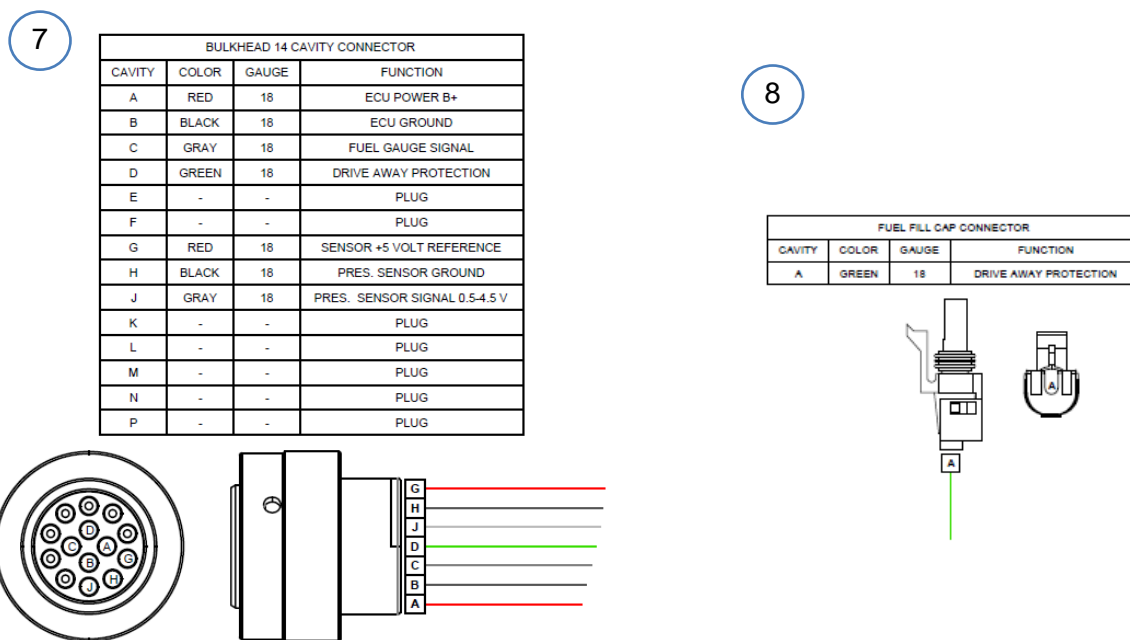 7
BULKHEAD 14 CAVITY CONNECTOR
CAVITY COLOR GAUGE FUNCTION
A RED 18 ECU POWER B+
B BLACK 18 ECU GROUND
C GRAY 18 FUEL GAUGE SIGNAL
D GREEN 18 DRIVE AWAY PROTECTION
E - - PLUG
F - - PLUG
G RED 18 SENSOR +5 VOLT REFERENCE
H BLACK 18 PRES. SENSOR GROUND
J GRAY 18 PRES. SENSOR SIGNAL 0.5-4.5 V
K - - PLUG
L - - PLUG
M - - PLUG
N - - PLUG
P - - PLUG
D
C A
B G
J H
G
H
J
D
C
B
A
8
FUEL FILL CAP CONNECTOR
CAVITY COLOR GAUGE FUNCTION
A GREEN 18 DRIVE AWAY PROTECTION
A
A